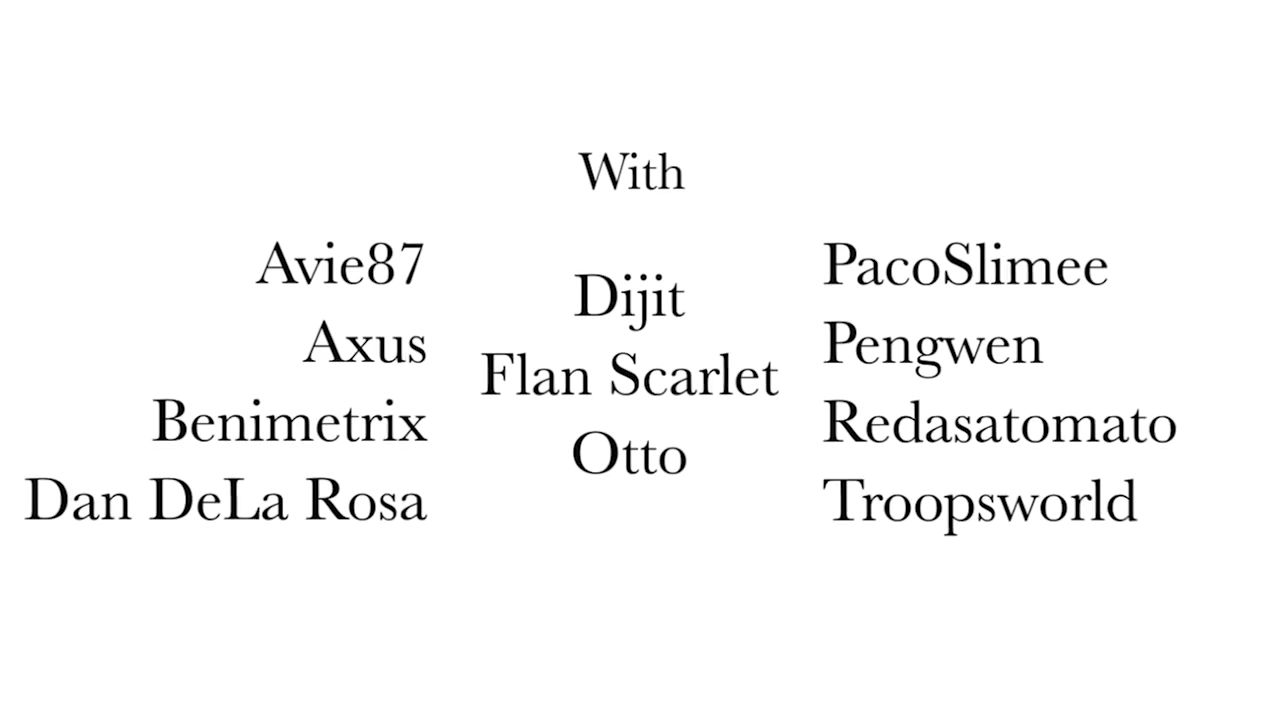 With
Avie87
Axus
Benimetrix
Dan DeLa Rosa
Dijit
Flan Scarlet
Otto
PacoSlimee
Pengwen
Redasatomato
Troopsworld